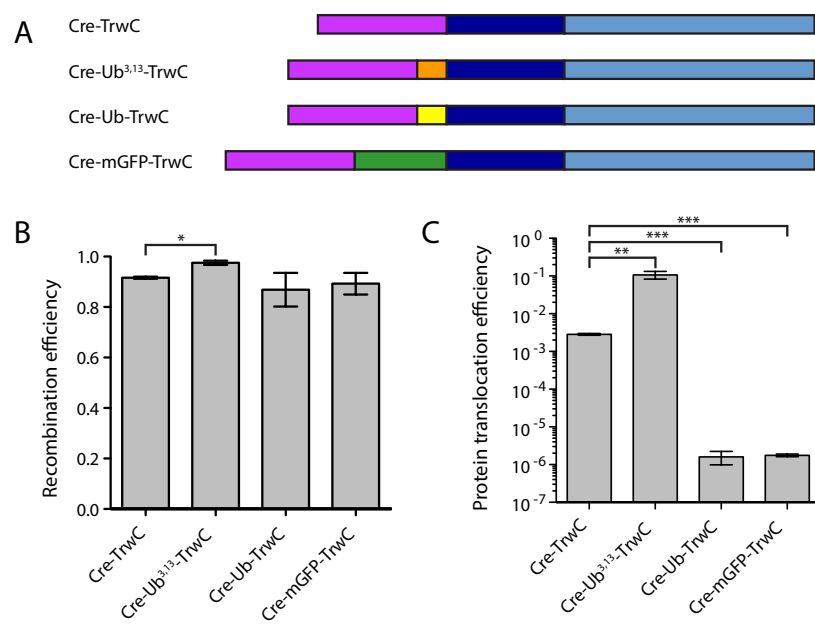 A
Cre-TrwC
Cre-Ub3,13-TrwC
Cre-Ub-TrwC
Cre-mGFP-TrwC
B
Recombination efficiency
1.0
0.8
0.6
0.4
0.2
0.0
*
Cre-TrwC
Cre-Ub3,13-TrwC
Cre-Ub-TrwC
Cre-mGFP-TrwC
C
Protein translocation efficiency
10 0
10 -1
10 -2
10 -3
10 -4
10 -5
10 -6
10 -7
***
***
**
Cre-TrwC
Cre-Ub3,13-TrwC
Cre-Ub-TrwC
Cre-mGFP-TrwC